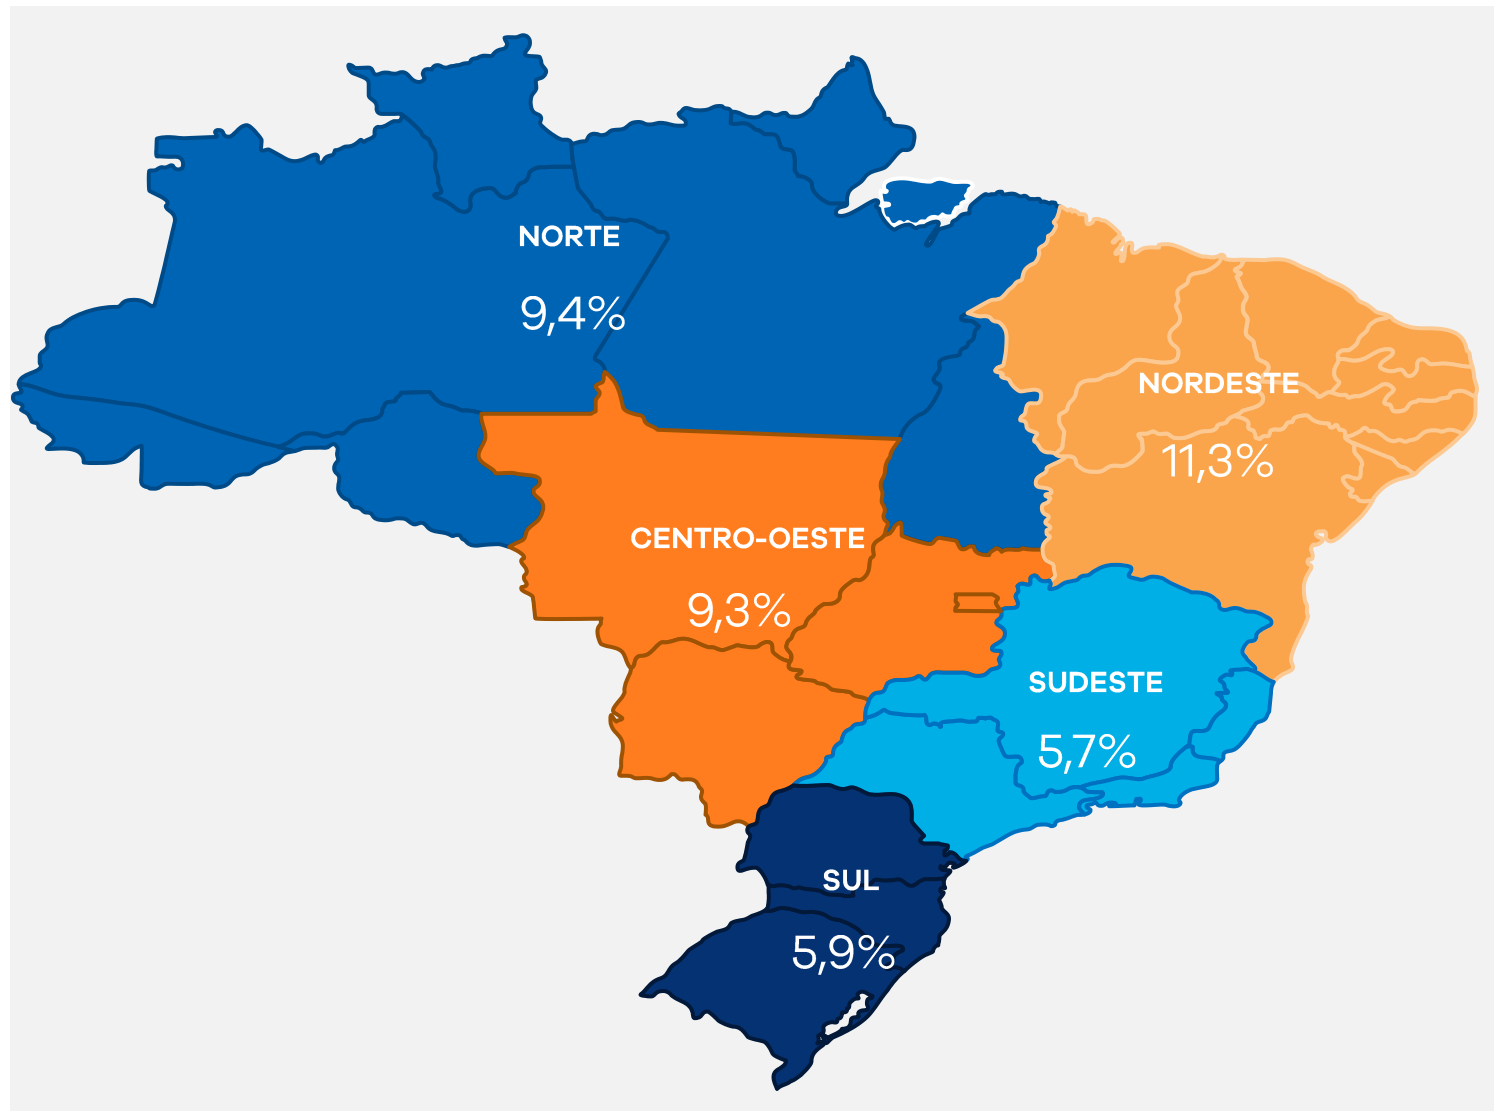 NORTE
9,4%
NORDESTE
11,3%
CENTRO-OESTE
9,3%
SUDESTE
5,7%
SUL
5,9%